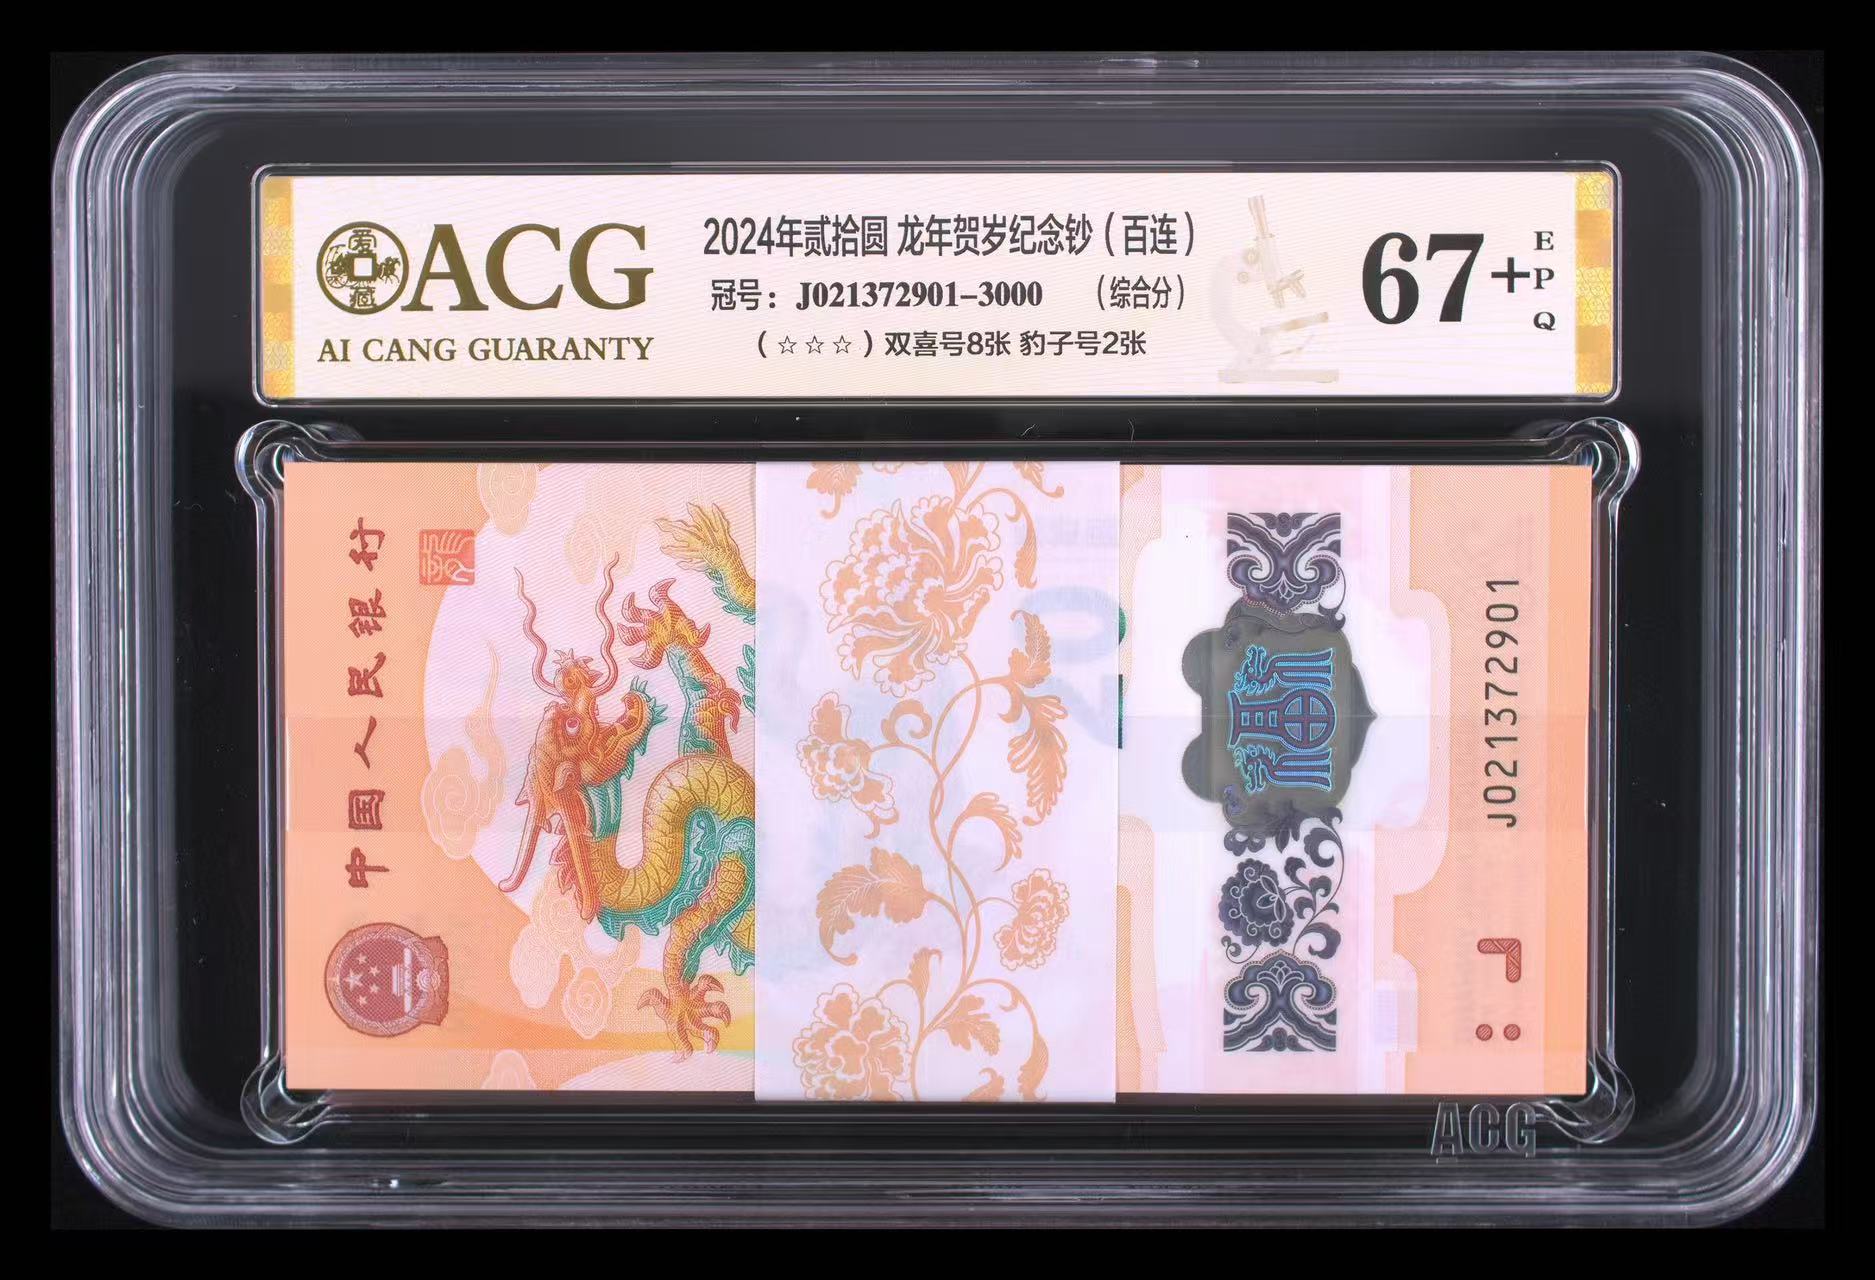 ACG
AI CANG GUARANTY
2024年贰拾圆 龙年贺岁纪念钞（百连）
冠号：J021372901-3000 （综合分）
（☆☆☆）双喜号8张 豹子号2张
67+
EPQ
中国人民银行
J021372901
20
ACG